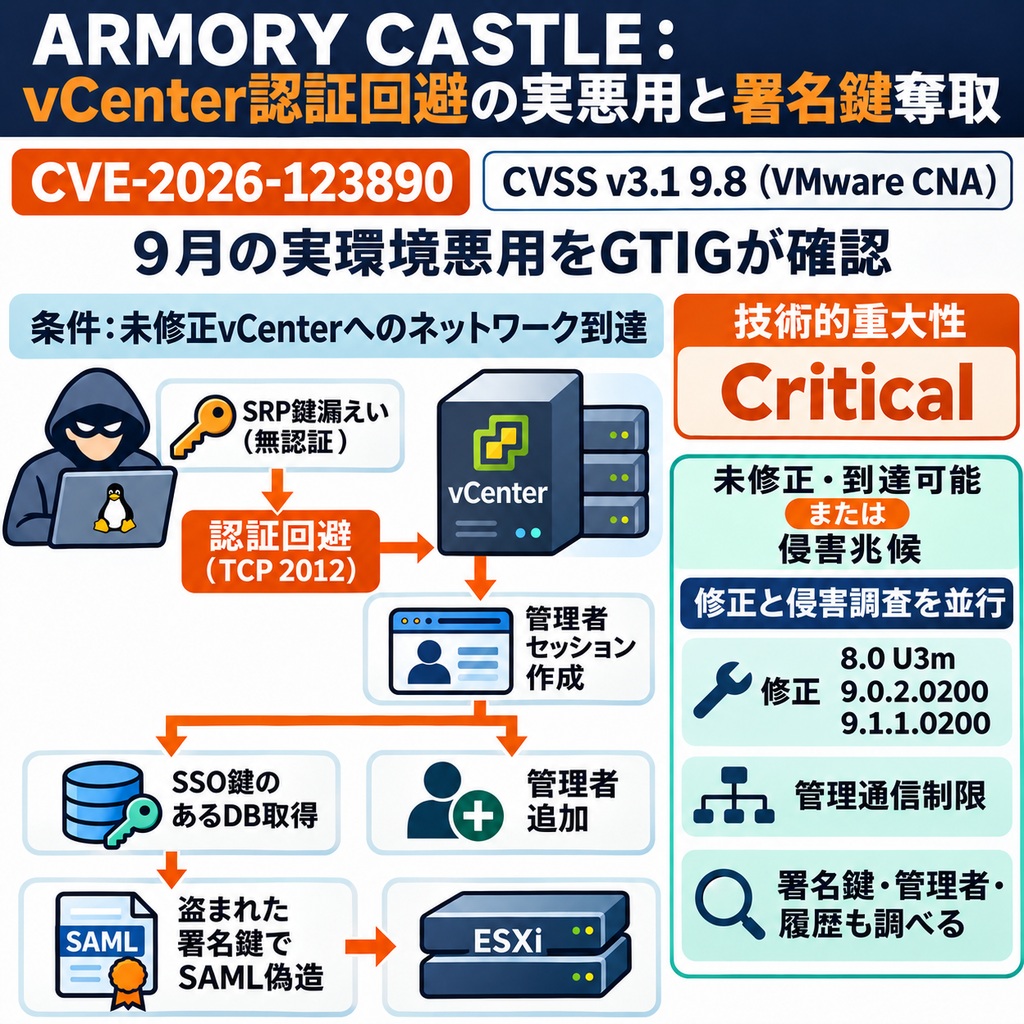 ARMORY CASTLE：
vCenter認証回避の実悪用と署名鍵奪取
CVE-2026-123890
CVSS v3.1 9.8（VMware CNA）
9月の実環境悪用をGTIGが確認
条件：未修正vCenterへのネットワーク到達
SRP鍵漏えい
（無認証）
認証回避
（TCP 2012）
vCenter
管理者
セッション
作成
SSO鍵の
あるDB取得
管理者
追加
SAML
盗まれた
署名鍵で
SAML偽造
ESXi
技術的重大性
Critical
未修正・到達可能
または
侵害兆候
修正と侵害調査を並行
修正
8.0 U3m
9.0.2.0200
9.1.1.0200
管理通信制限
署名鍵・管理者・
履歴も調べる